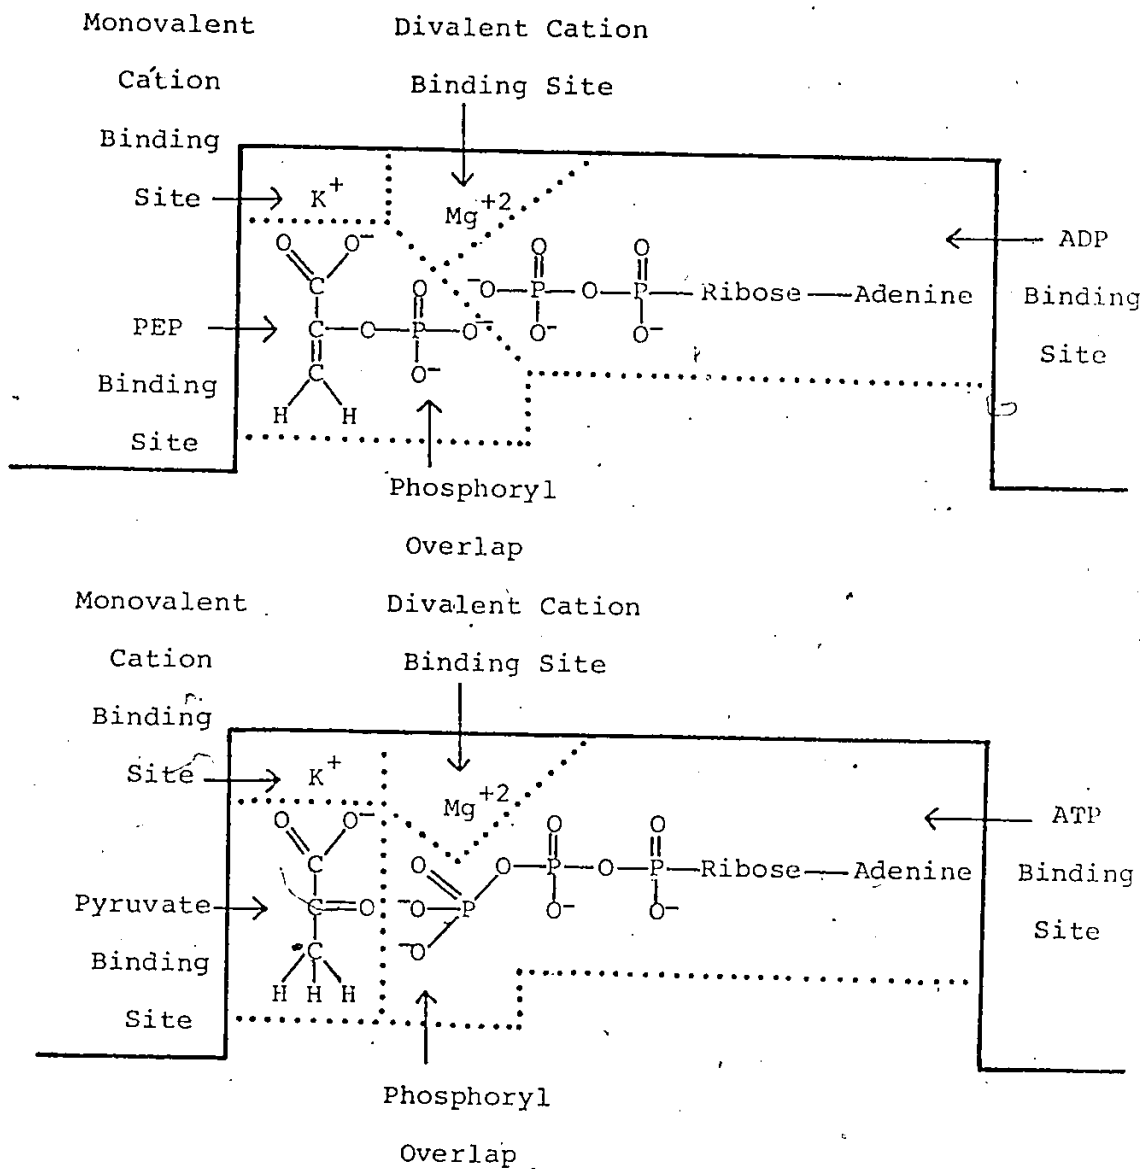 Monovalent
Cation
Binding
Site
Divalent Cation
Binding Site
K+
Mg+2
O O-
C
PEP
Binding
Site
C—C—P—O-
O
O-
C
H H
-O—P—O—P—Ribose—Adenine
O O
O- O-
ADP
Binding
Site
Phosphoryl
Overlap
Monovalent
Cation
Binding
Site
Divalent Cation
Binding Site
K+
Mg+2
O O-
C
Pyruvate
Binding
Site
C=O
C
H H H
O
-O—P
-O
O—P—O—P—Ribose—Adenine
O O
O- O-
ATP
Binding
Site
Phosphoryl
Overlap